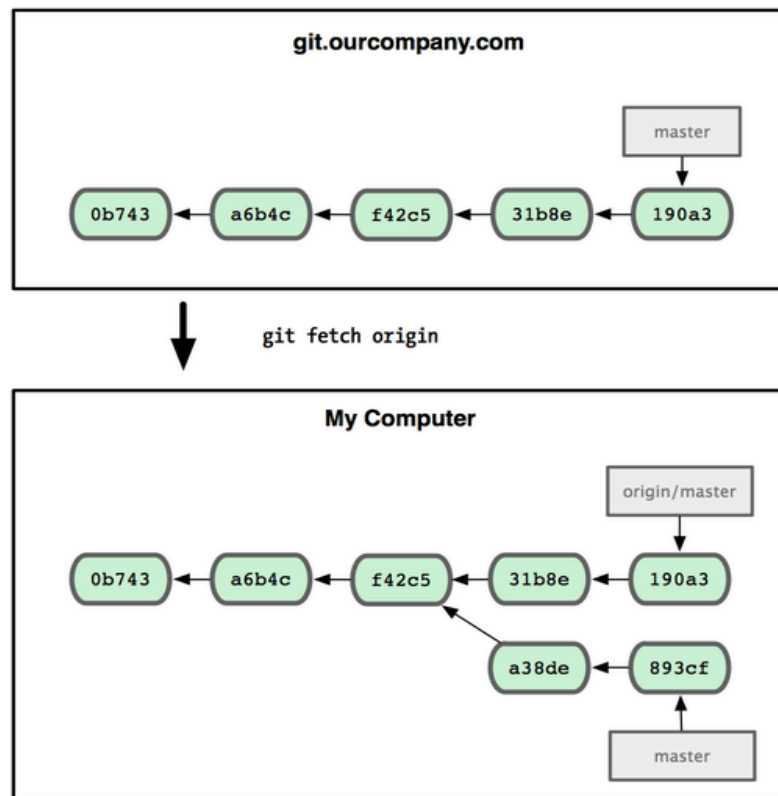 git.ourcompany.com
master
0b743 a6b4c f42c5 31b8e 190a3
git fetch origin
My Computer
origin/master
0b743 a6b4c f42c5 31b8e 190a3
a38de 893cf
master